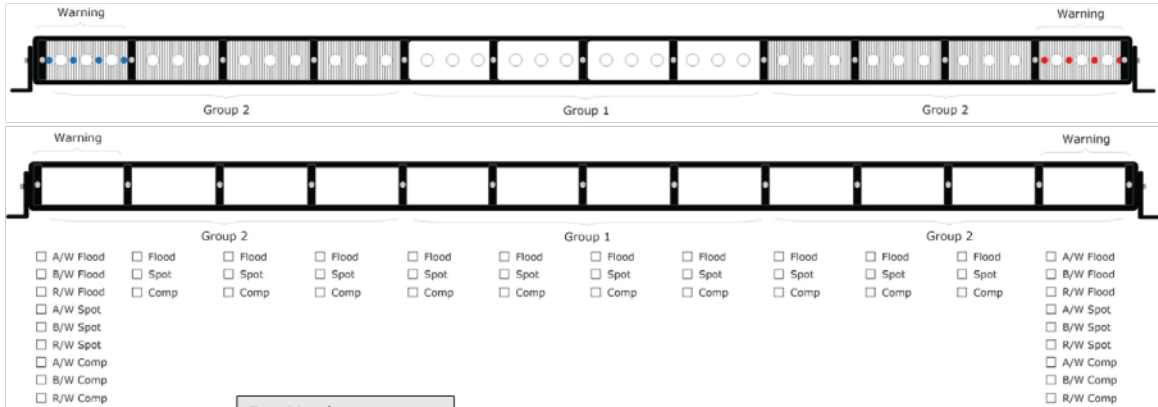 Warning Warning
Group 2 Group 1 Group 2
Warning Warning
Group 2 Group 1 Group 2
A/W Flood Flood Flood Flood Flood Flood Flood Flood Flood Flood Flood A/W Flood
B/W Flood Spot Spot Spot Spot Spot Spot Spot Spot Spot Spot B/W Flood
R/W Flood Comp Comp Comp Comp Comp Comp Comp Comp Comp Comp R/W Flood
A/W Spot A/W Spot
B/W Spot B/W Spot
R/W Spot R/W Spot
A/W Comp A/W Comp
B/W Comp B/W Comp
R/W Comp R/W Comp